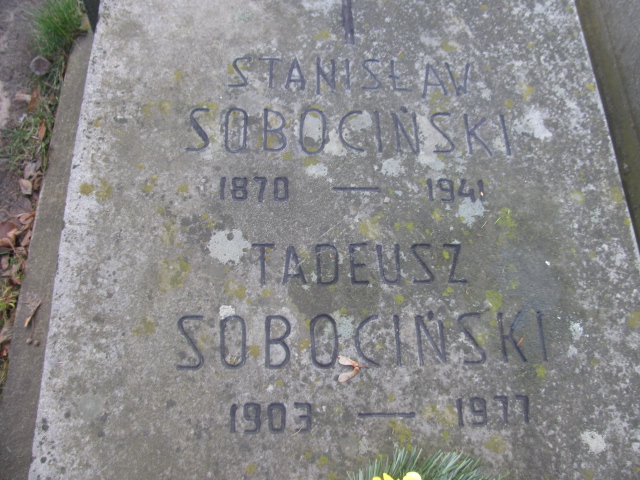 STANISŁAW
SOBOCIŃSKI
1870 — 1941
TADEUSZ
SOBOCIŃSKI
1903 — 1977